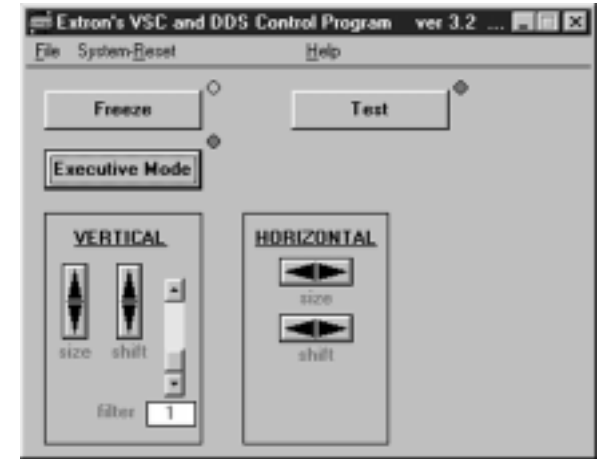 Extron's VSC and DDS Control Program ver 3.2 ...
File System-Reset Help
Freeze Test
Executive Mode
VERTICAL HORIZONTAL
size
size shift
shift
filter 1